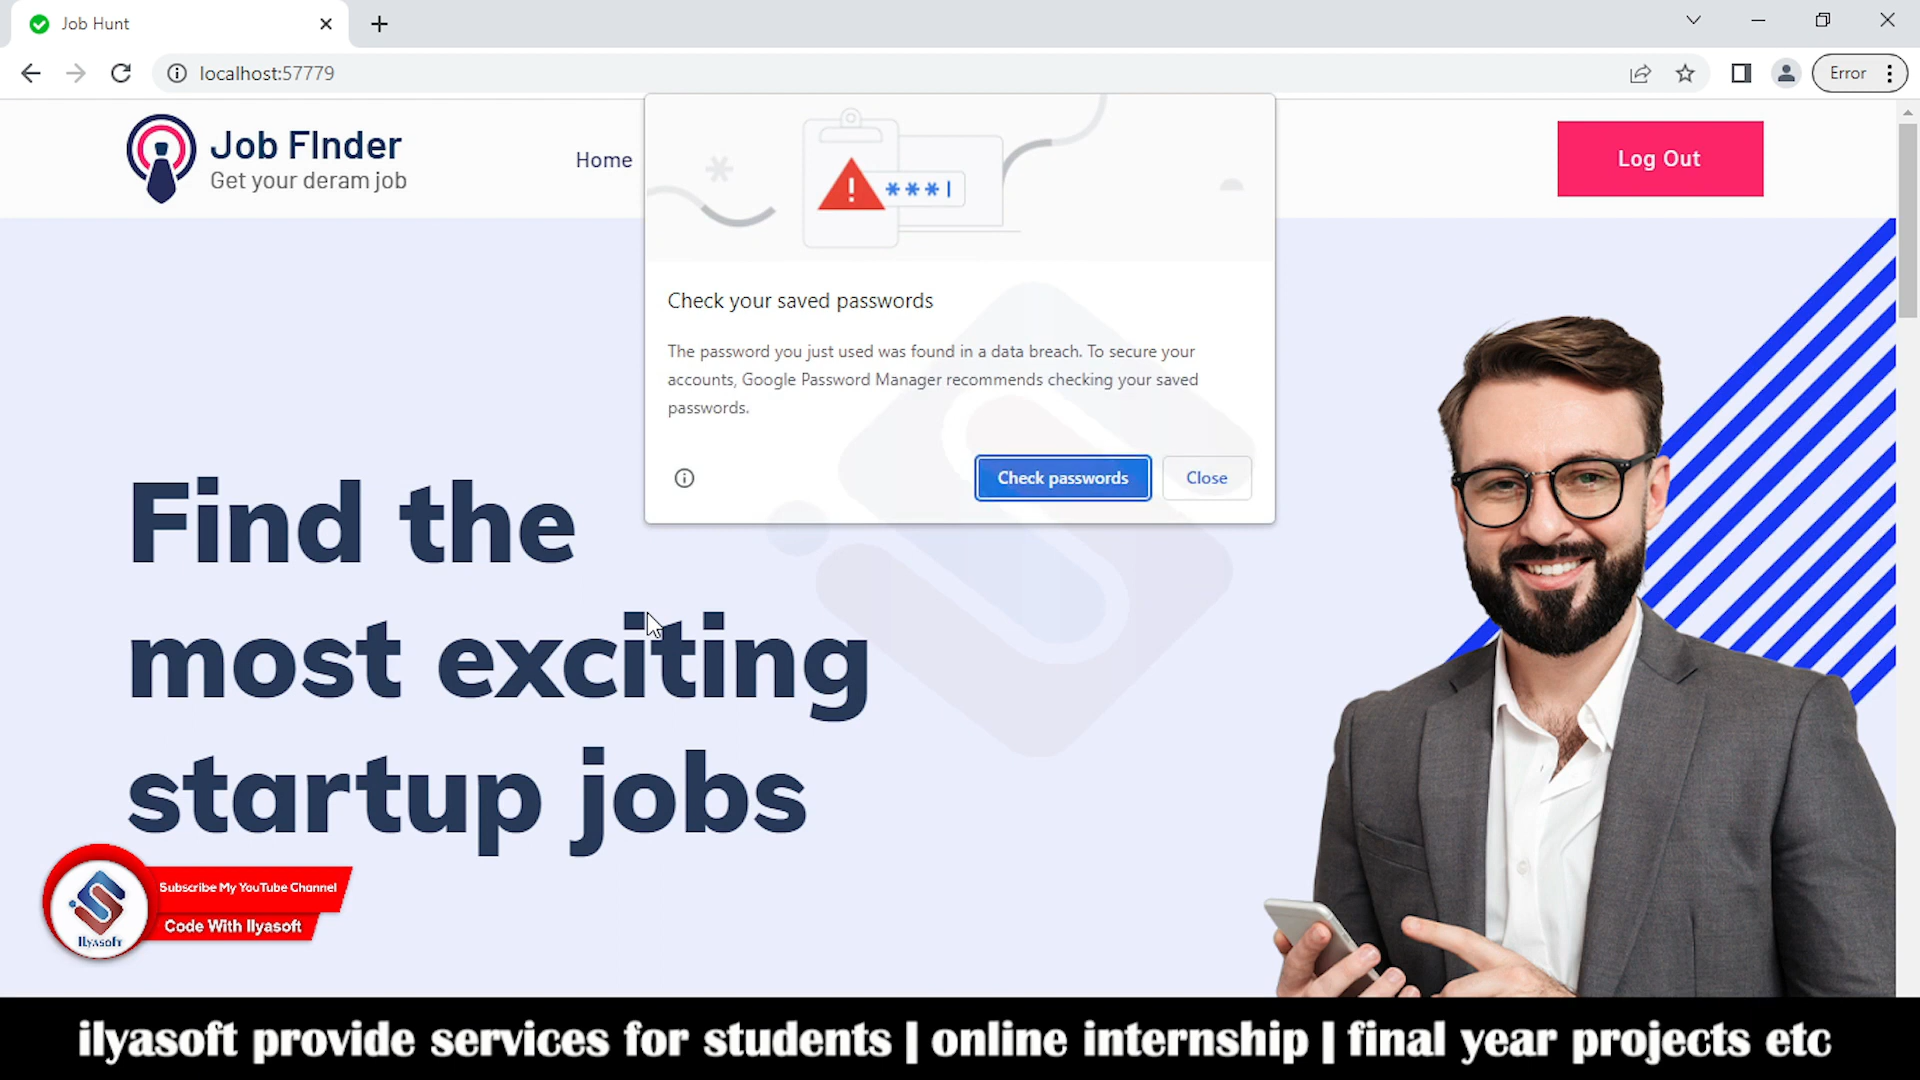 Job Hunt
localhost:57779
Error
Job FInder
Get your deram job
Home
Log Out
***|
Check your saved passwords
The password you just used was found in a data breach. To secure your
accounts, Google Password Manager recommends checking your saved
passwords.
Check passwords
Close
Find the
most exciting
startup jobs
Subscribe My YouTube Channel
Code With Ilyasoft
Ilyasoft
ilyasoft provide services for students | online internship | final year projects etc